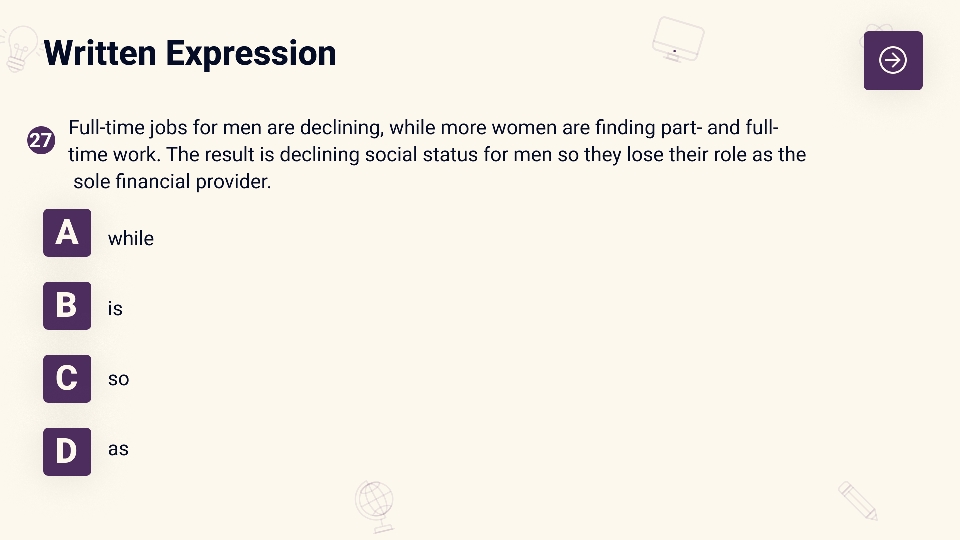 Written Expression
27
Full-time jobs for men are declining, while more women are finding part- and full-
time work. The result is declining social status for men so they lose their role as the
sole financial provider.
A while
B is
C so
D as